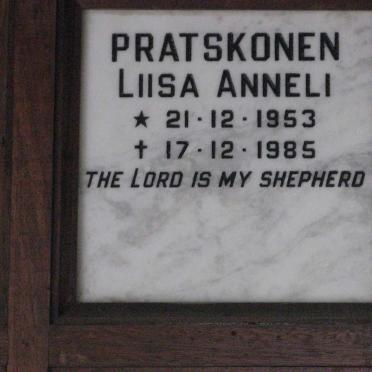 PRATSKONEN
LIISA ANNELI
★ 21·12·1953
✝ 17·12·1985
THE LORD IS MY SHEPHERD